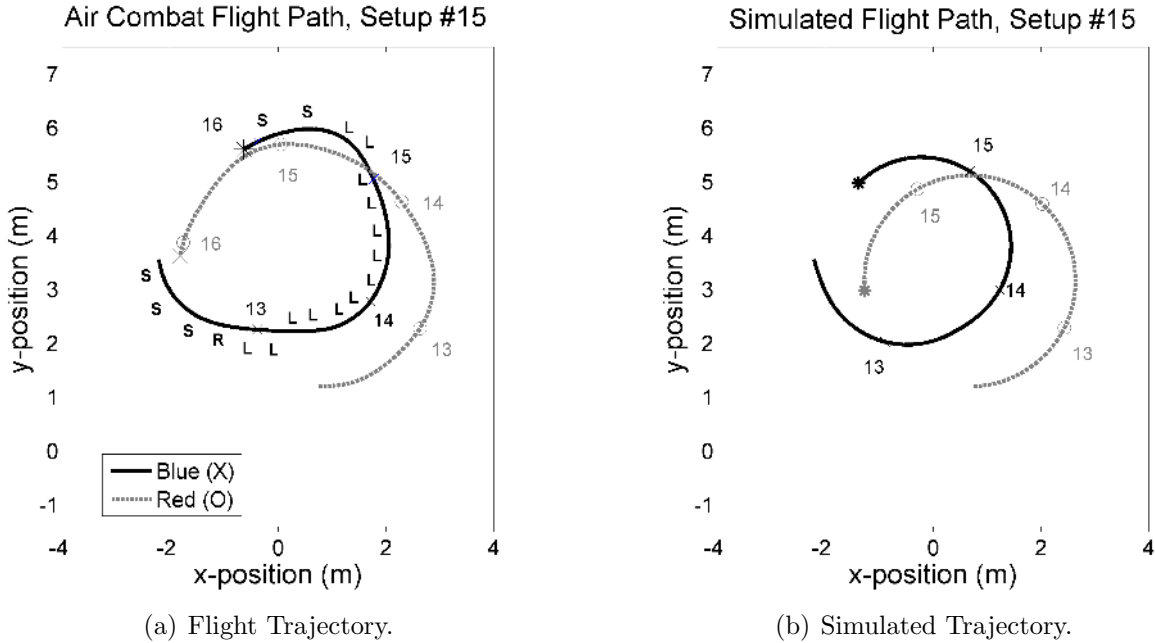 Air Combat Flight Path, Setup #15
7
6
5
4
3
2
1
0
-1
-4
-2
0
2
4
y-position (m)
x-position (m)
16
S
S
L
L
15
L
L
L
L
L
L
L
L
L
14
L
L
R
S
S
S
13
15
14
16
13
Blue (X)
Red (O)
(a) Flight Trajectory.
Simulated Flight Path, Setup #15
7
6
5
4
3
2
1
0
-1
-4
-2
0
2
4
y-position (m)
x-position (m)
15
14
15
14
13
13
(b) Simulated Trajectory.